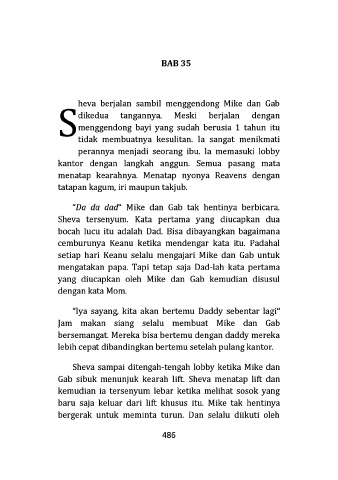 BAB 35
Sheva berjalan sambil menggendong Mike dan Gab
dikedua tangannya. Meski berjalan dengan
menggendong bayi yang sudah berusia 1 tahun itu
tidak membuatnya kesulitan. Ia sangat menikmati
perannya menjadi seorang ibu. Ia memasuki lobby
kantor dengan langkah anggun. Semua pasang mata
menatap kearahnya. Menatap nyonya Reavens dengan
tatapan kagum, iri maupun takjub.
“Da da dad” Mike dan Gab tak hentinya berbicara.
Sheva tersenyum. Kata pertama yang diucapkan dua
bocah lucu itu adalah Dad. Bisa dibayangkan bagaimana
cemburunya Keanu ketika mendengar kata itu. Padahal
setiap hari Keanu selalu mengajari Mike dan Gab untuk
mengatakan papa. Tapi tetap saja Dad-lah kata pertama
yang diucapkan oleh Mike dan Gab kemudian disusul
dengan kata Mom.
“Iya sayang, kita akan bertemu Daddy sebentar lagi”
Jam makan siang selalu membuat Mike dan Gab
bersemangat. Mereka bisa bertemu dengan daddy mereka
lebih cepat dibandingkan bertemu setelah pulang kantor.
Sheva sampai ditengah-tengah lobby ketika Mike dan
Gab sibuk menunjuk kearah lift. Sheva menatap lift dan
kemudian ia tersenyum lebar ketika melihat sosok yang
baru saja keluar dari lift khusus itu. Mike tak hentinya
bergerak untuk meminta turun. Dan selalu diikuti oleh
486